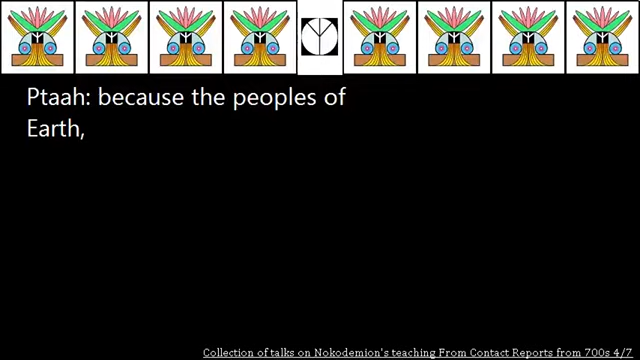 Ptaah: because the peoples of
Earth,
Collection of talks on Nokodemion's teaching From Contact Reports from 700s 4/7